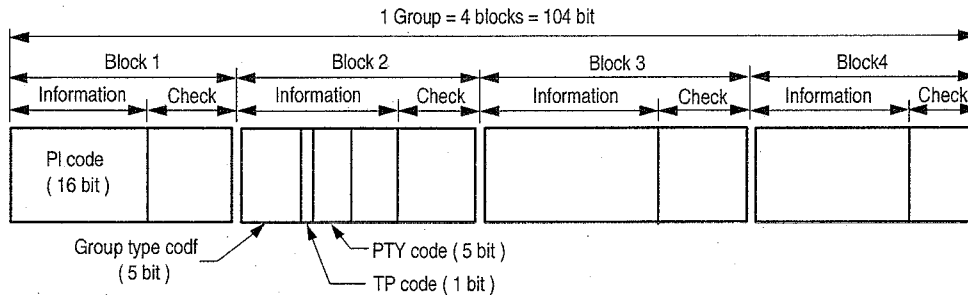 1 Group = 4 blocks = 104 bit
Block 1 Block 2 Block 3 Block4
Information Check Information Check Information Check Information Check
PI code
( 16 bit )
Group type codf
( 5 bit )
PTY code ( 5 bit )
TP code ( 1 bit )